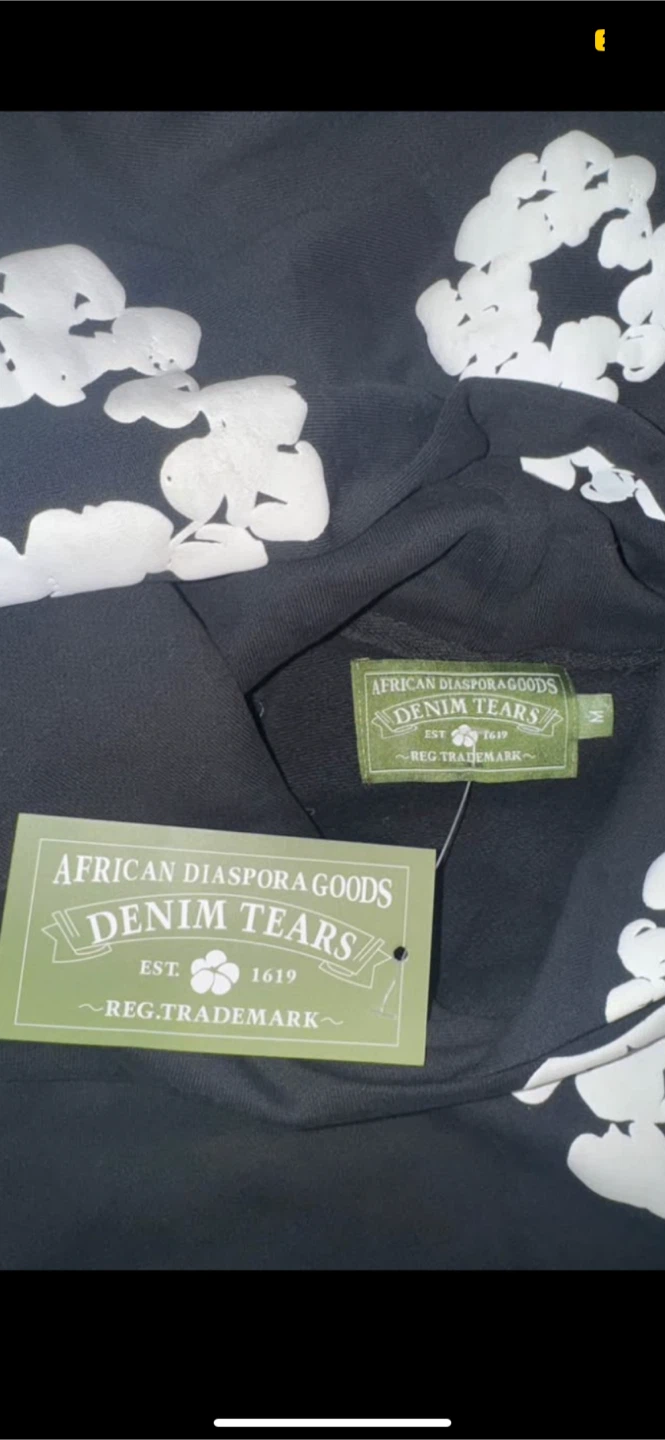 AFRICAN DIASPORA GOODS
DENIM TEARS
EST 1619
~REG.TRADEMARK~
M
AFRICAN DIASPORA GOODS
DENIM TEARS
EST. 1619
~REG.TRADEMARK~